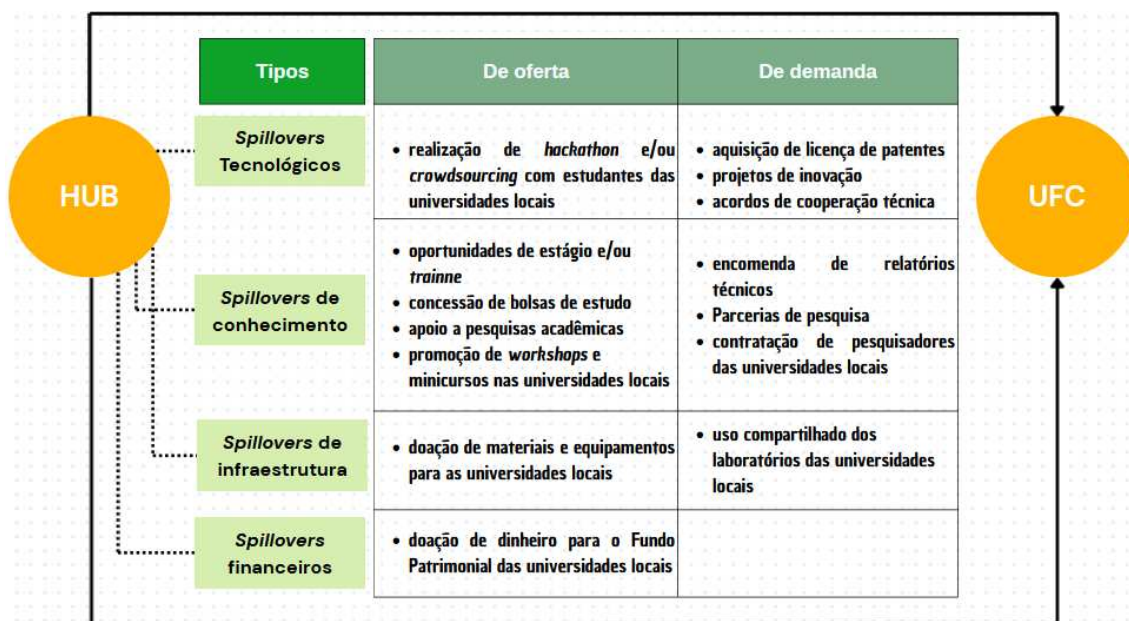 Tipos
De oferta
De demanda
HUB
UFC
Spillovers
Tecnológicos
• realização de hackathon e/ou
crowdsourcing com estudantes das
universidades locais
• aquisição de licença de patentes
• projetos de inovação
• acordos de cooperação técnica
Spillovers de
conhecimento
• oportunidades de estágio e/ou
trainne
• concessão de bolsas de estudo
• apoio a pesquisas acadêmicas
• promoção de workshops e
minicursos nas universidades locais
• encomenda de relatórios
técnicos
• Parcerias de pesquisa
• contratação de pesquisadores
das universidades locais
Spillovers de
infraestrutura
• doação de materiais e equipamentos
para as universidades locais
• uso compartilhado dos
laboratórios das universidades
locais
Spillovers
financeiros
• doação de dinheiro para o Fundo
Patrimonial das universidades locais